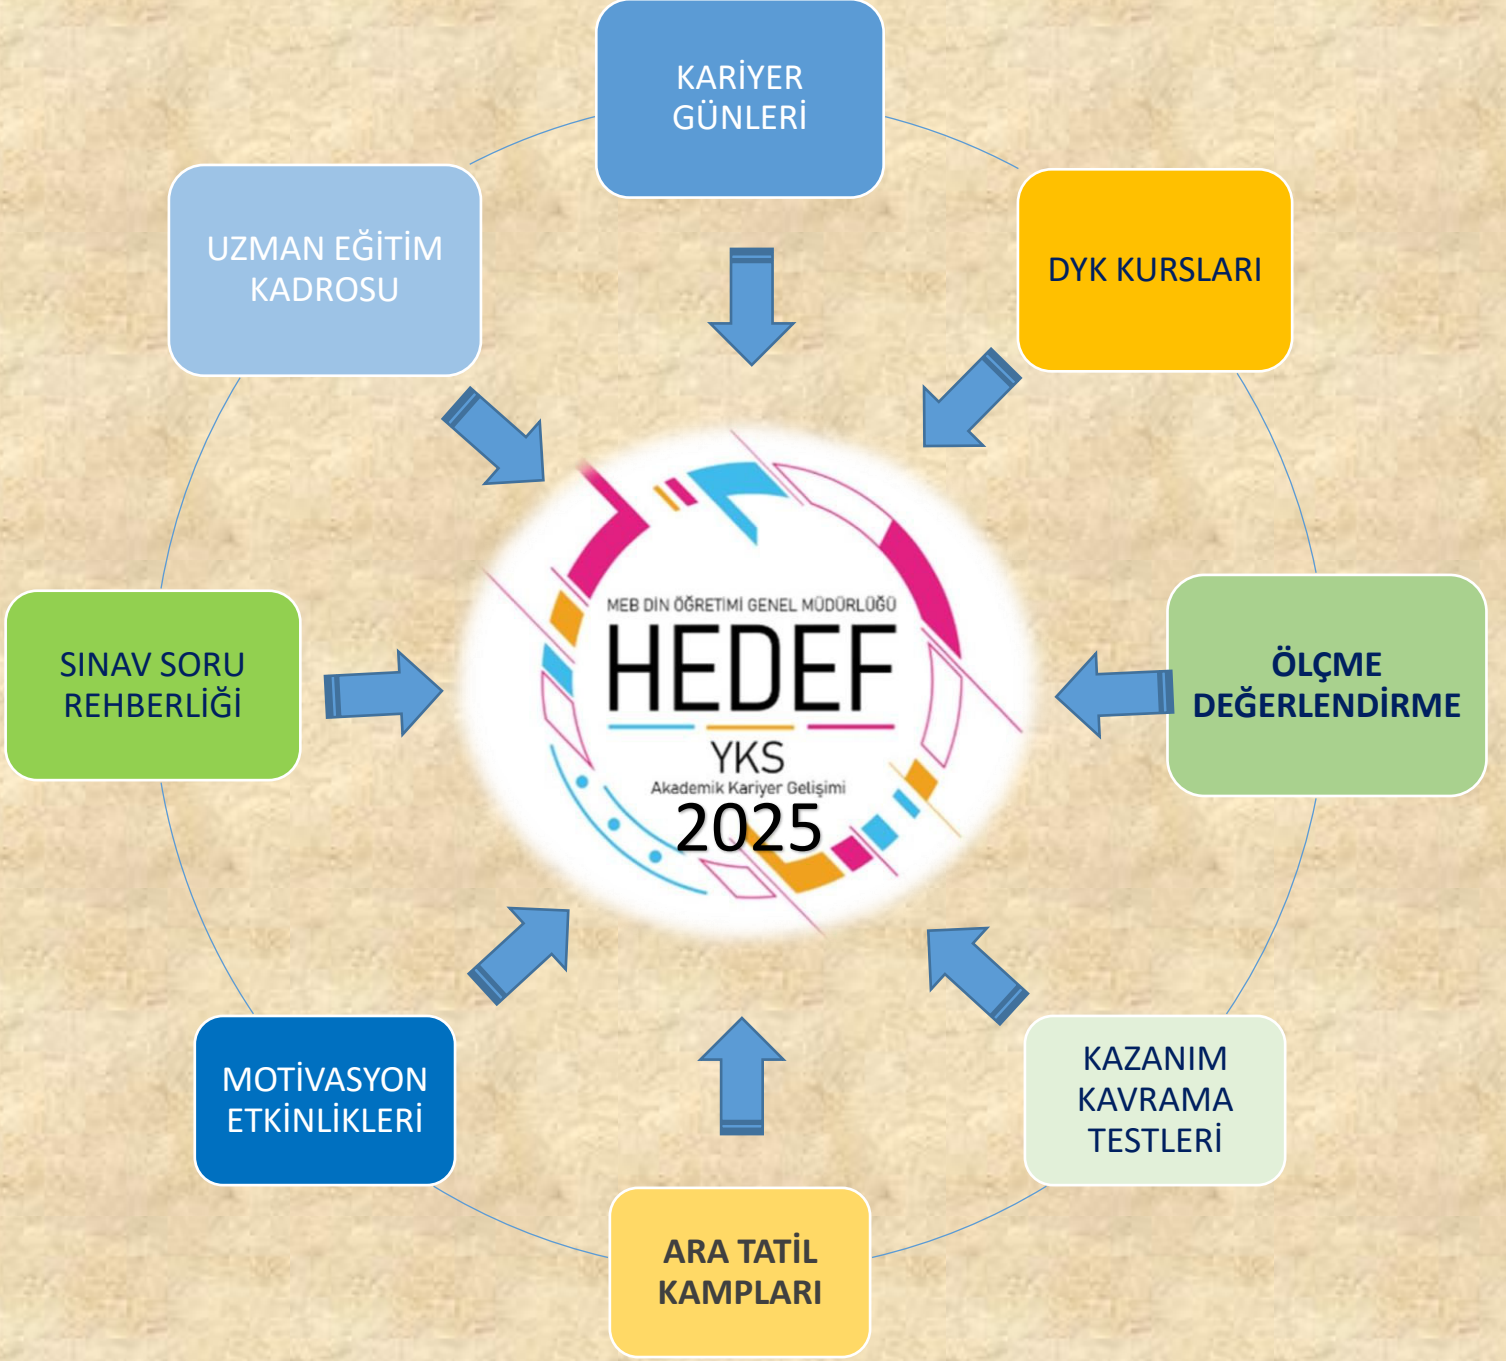 KARİYER
GÜNLERİ
UZMAN EĞİTİM
KADROSU
DYK KURSLARI
MEB DİN ÖĞRETİMİ GENEL MÜDÜRLÜĞÜ
HEDEF
YKS
Akademik Kariyer Gelişimi
2025
SINAV SORU
REHBERLİĞİ
ÖLÇME
DEĞERLENDİRME
MOTİVASYON
ETKİNLİKLERİ
KAZANIM
KAVRAMA
TESTLERİ
ARA TATİL
KAMPLARI